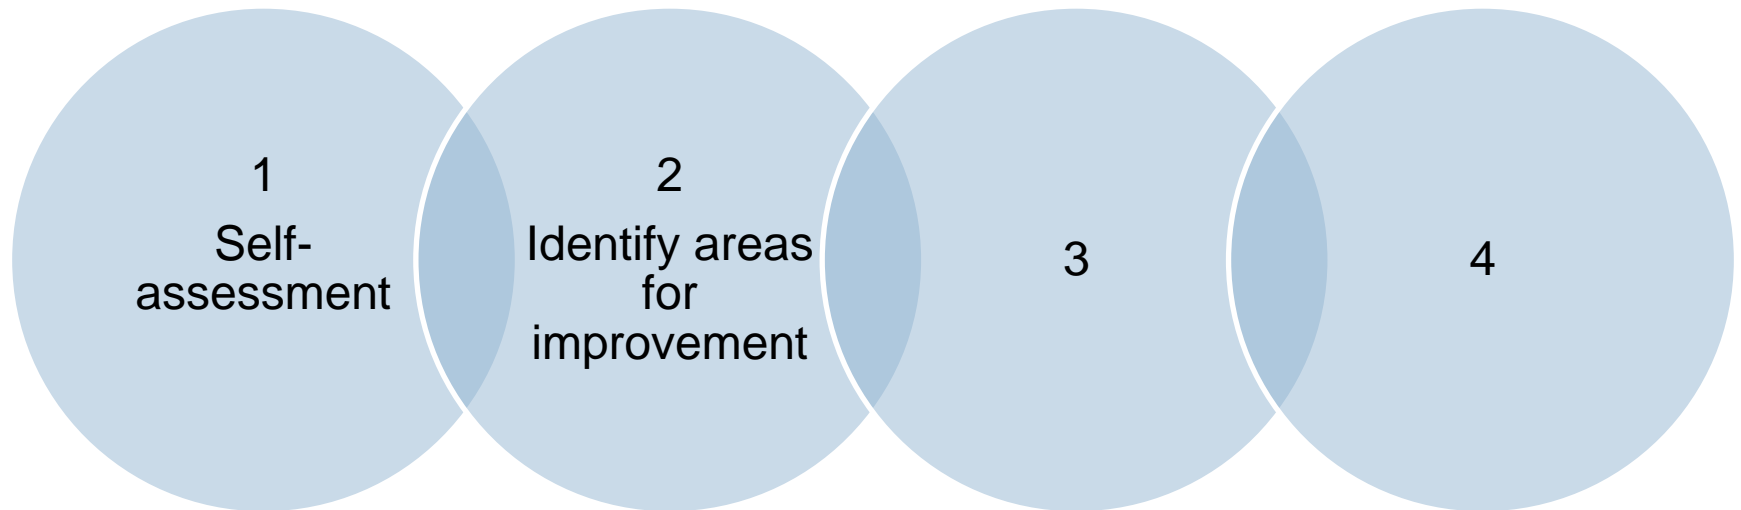 1
Self-
assessment
2
Identify areas
for
improvement
3
4